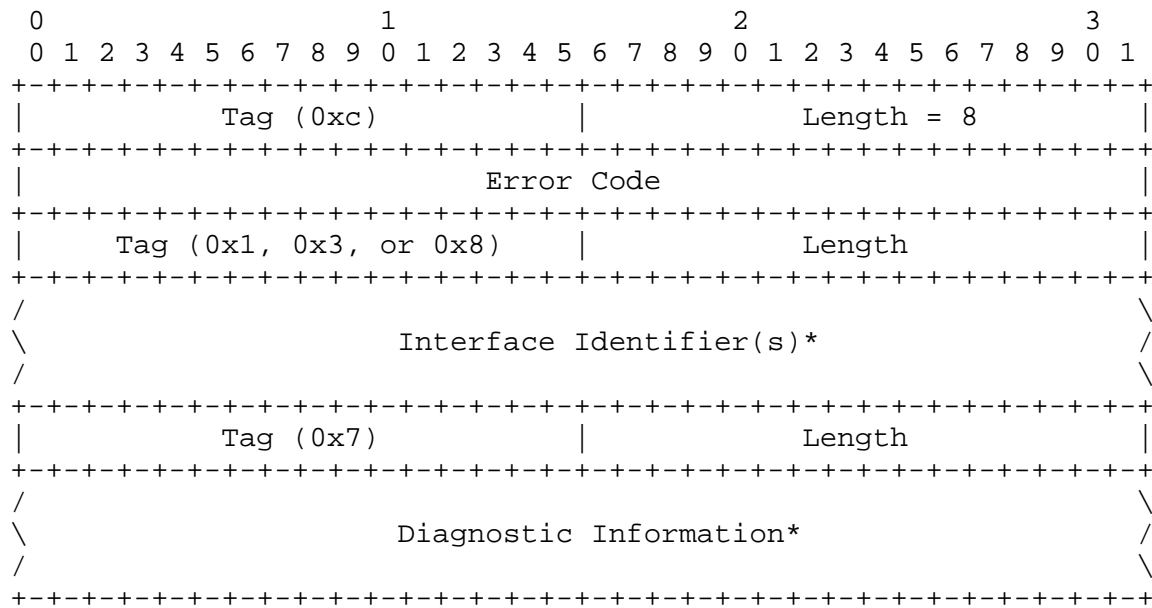 0                   1                   2                   3
 0 1 2 3 4 5 6 7 8 9 0 1 2 3 4 5 6 7 8 9 0 1 2 3 4 5 6 7 8 9 0 1
+-+-+-+-+-+-+-+-+-+-+-+-+-+-+-+-+-+-+-+-+-+-+-+-+-+-+-+-+-+-+-+-+
|           Tag (0xc)           |            Length = 8         |
+-+-+-+-+-+-+-+-+-+-+-+-+-+-+-+-+-+-+-+-+-+-+-+-+-+-+-+-+-+-+-+-+
|                          Error Code                           |
+-+-+-+-+-+-+-+-+-+-+-+-+-+-+-+-+-+-+-+-+-+-+-+-+-+-+-+-+-+-+-+-+
|     Tag (0x1, 0x3, or 0x8)    |            Length             |
+-+-+-+-+-+-+-+-+-+-+-+-+-+-+-+-+-+-+-+-+-+-+-+-+-+-+-+-+-+-+-+-+
/                                                               \
\                     Interface Identifier(s)*                  /
/                                                               \
+-+-+-+-+-+-+-+-+-+-+-+-+-+-+-+-+-+-+-+-+-+-+-+-+-+-+-+-+-+-+-+-+
|           Tag (0x7)           |            Length             |
+-+-+-+-+-+-+-+-+-+-+-+-+-+-+-+-+-+-+-+-+-+-+-+-+-+-+-+-+-+-+-+-+
/                                                               \
\                     Diagnostic Information*                   /
/                                                               \
+-+-+-+-+-+-+-+-+-+-+-+-+-+-+-+-+-+-+-+-+-+-+-+-+-+-+-+-+-+-+-+-+